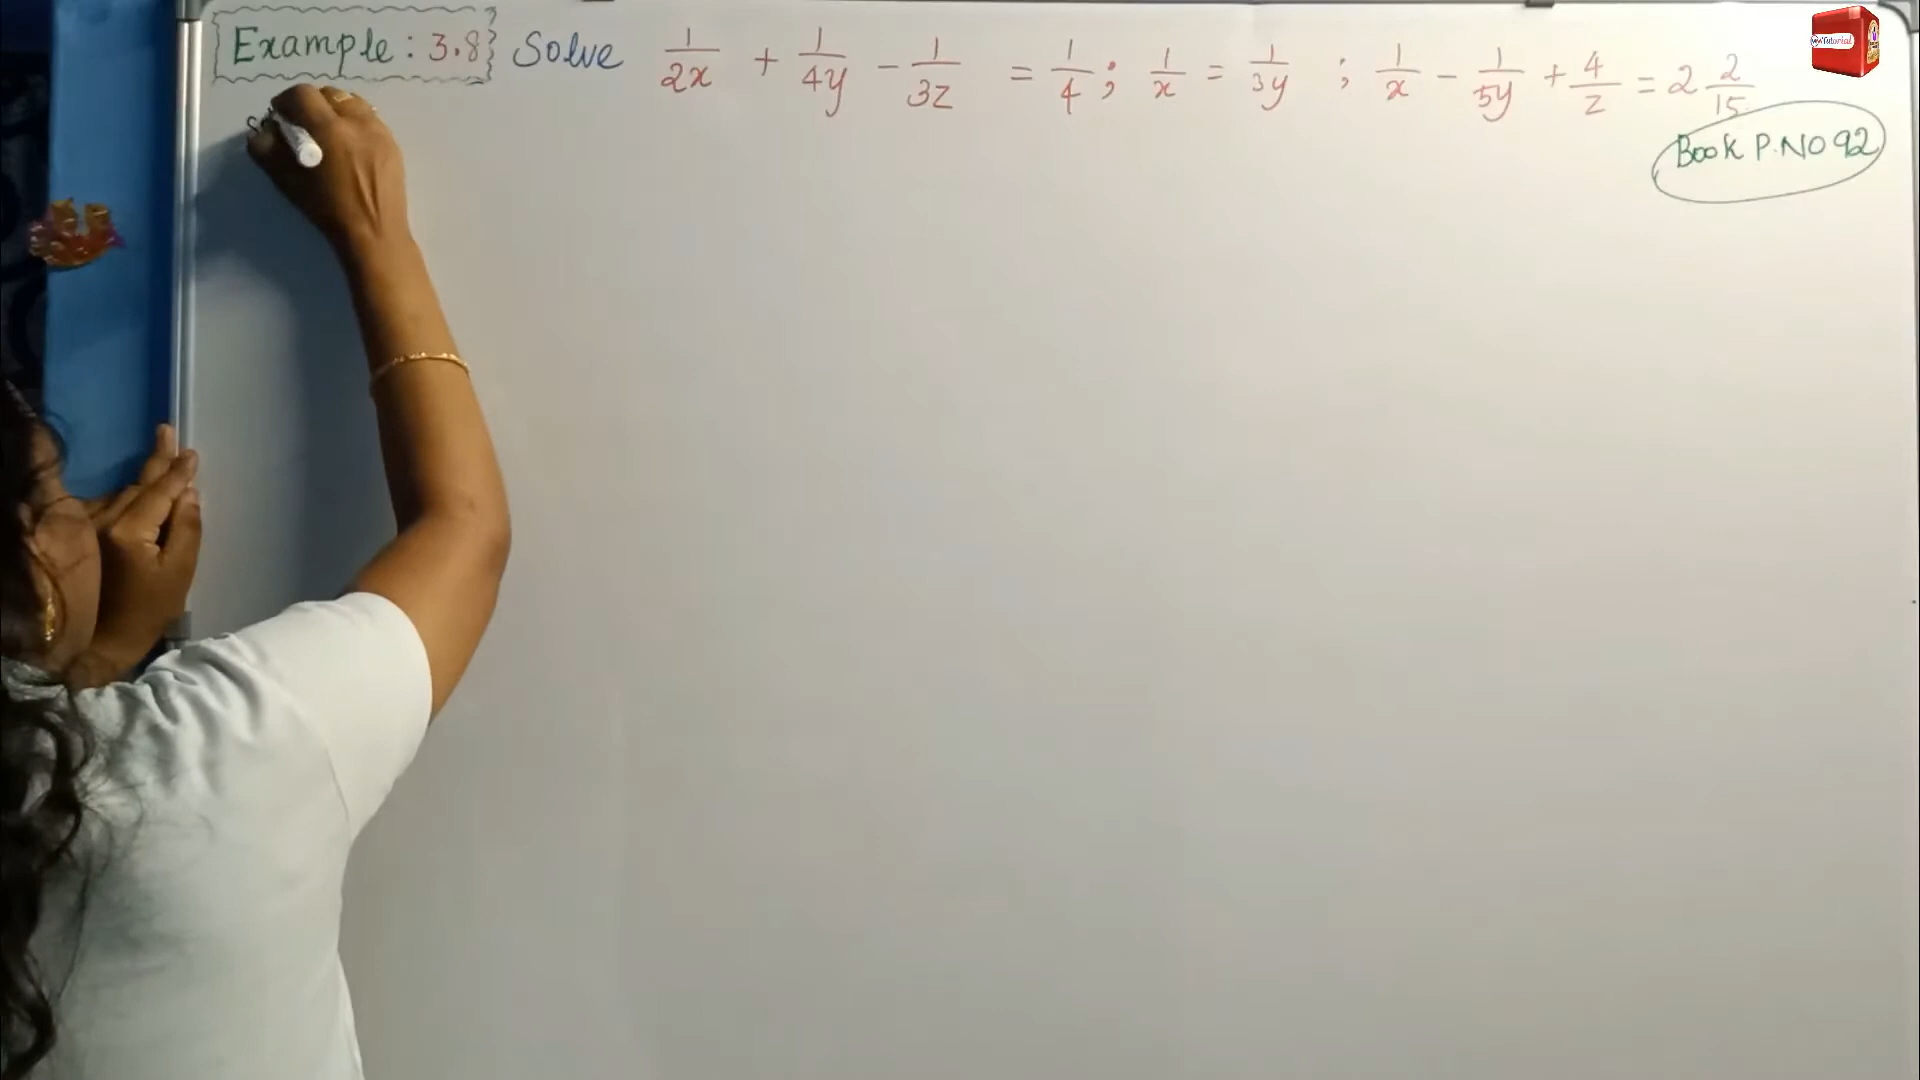 Example: 3.8 Solve 1/2x + 1/4y - 1/3z = 1/4 ; 1/x = 1/3y ; 1/x - 1/5y + 4/z = 2 2/15
Book P.NO 92
Tutorial